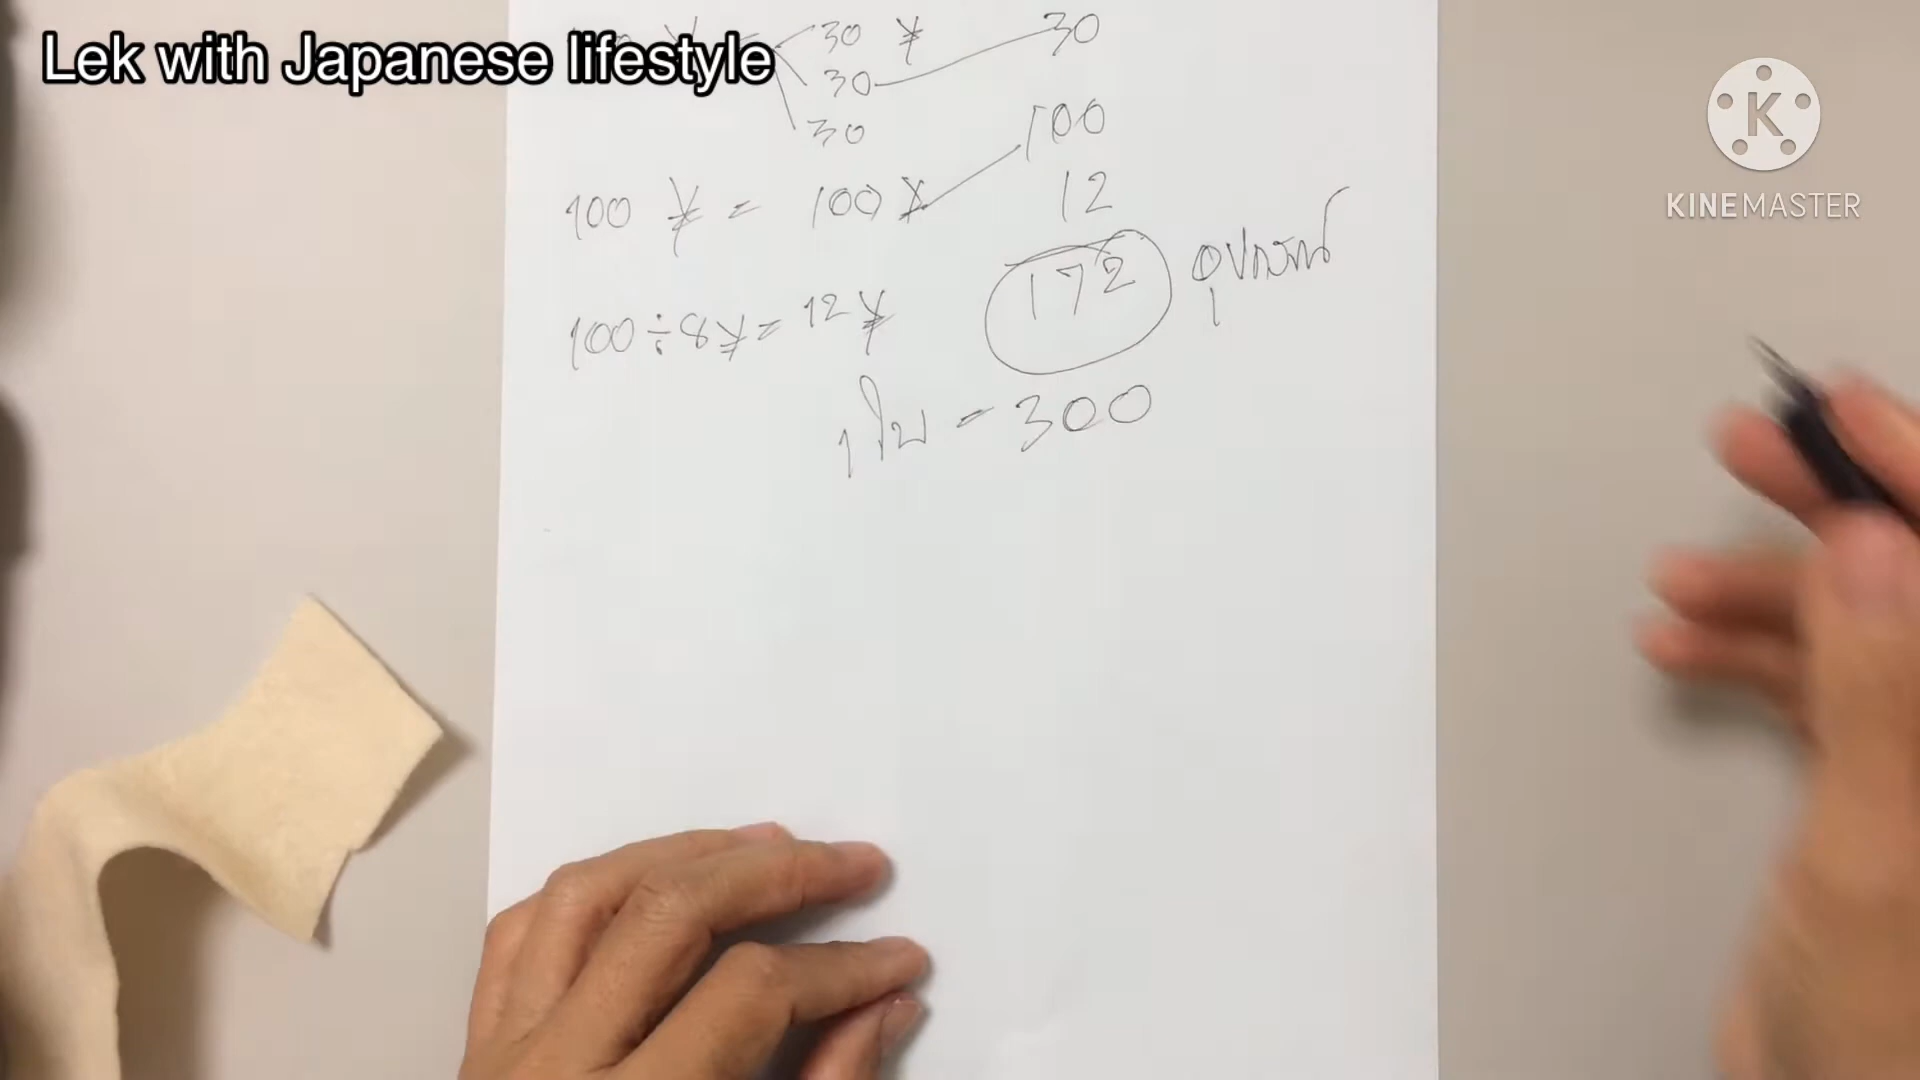 Lek with Japanese lifestyle
30 ¥ 30
30
30
100
100 ¥ = 100 ¥
12
172 อุปกรณ์
100 ÷ 8 ¥ = 12 ¥
1 ใบ = 300
K
KINEMASTER